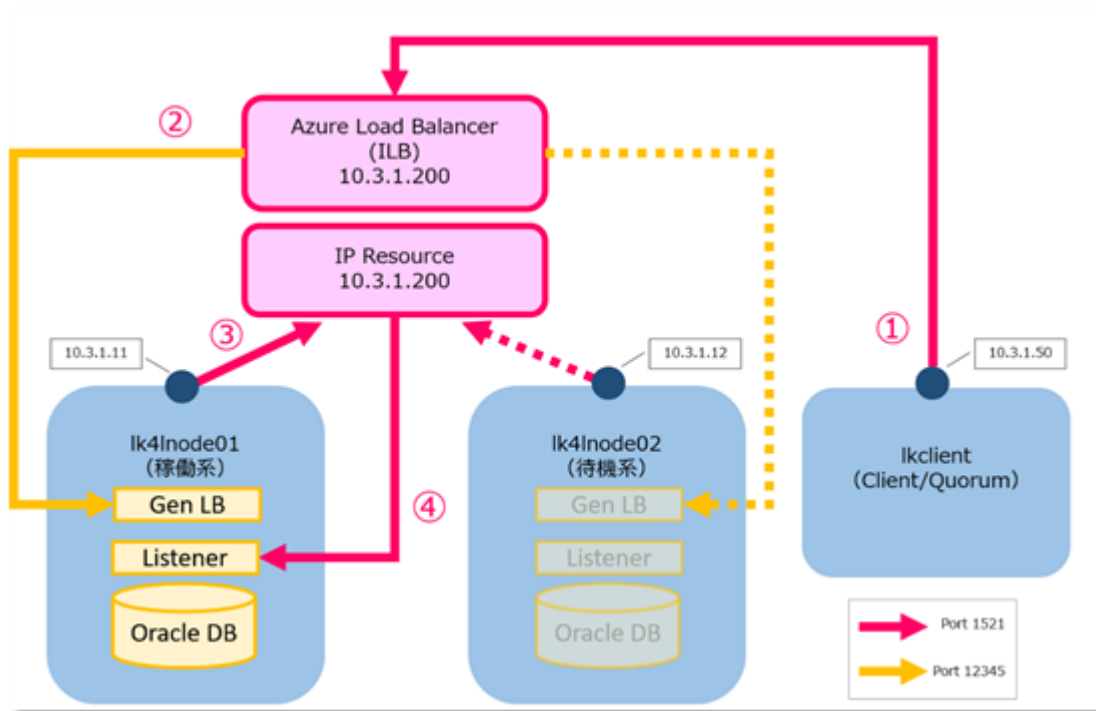 ②
Azure Load Balancer
(ILB)
10.3.1.200
IP Resource
10.3.1.200
③
①
10.3.1.11
10.3.1.12
10.3.1.50
lk4lnode01
(稼働系)
Gen LB
Listener
Oracle DB
④
lk4lnode02
(待機系)
Gen LB
Listener
Oracle DB
lkclient
(Client/Quorum)
Port 1521
Port 12345